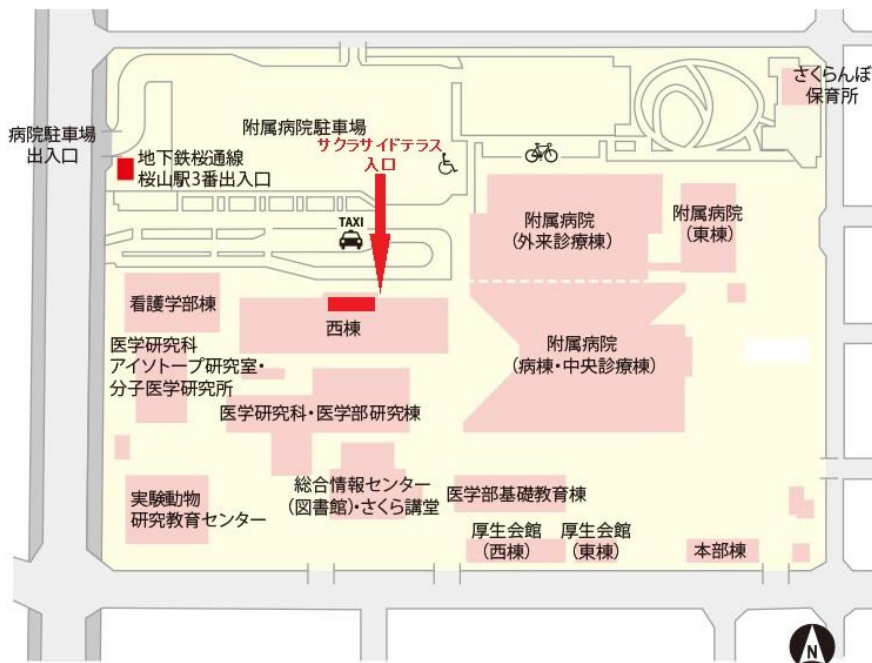 さくらんぼ
保育所
病院駐車場
出入口
附属病院駐車場
サクラサイドテラス
入口
地下鉄桜通線
桜山駅3番出入口
TAXI
附属病院
(外来診療棟)
附属病院
(東棟)
看護学部棟
西棟
附属病院
(病棟・中央診療棟)
医学研究科
アイソトープ研究室・
分子医学研究所
医学研究科・医学部研究棟
実験動物
研究教育センター
総合情報センター
(図書館)・さくら講堂
医学部基礎教育棟
厚生会館
(西棟)
厚生会館
(東棟)
本部棟
N